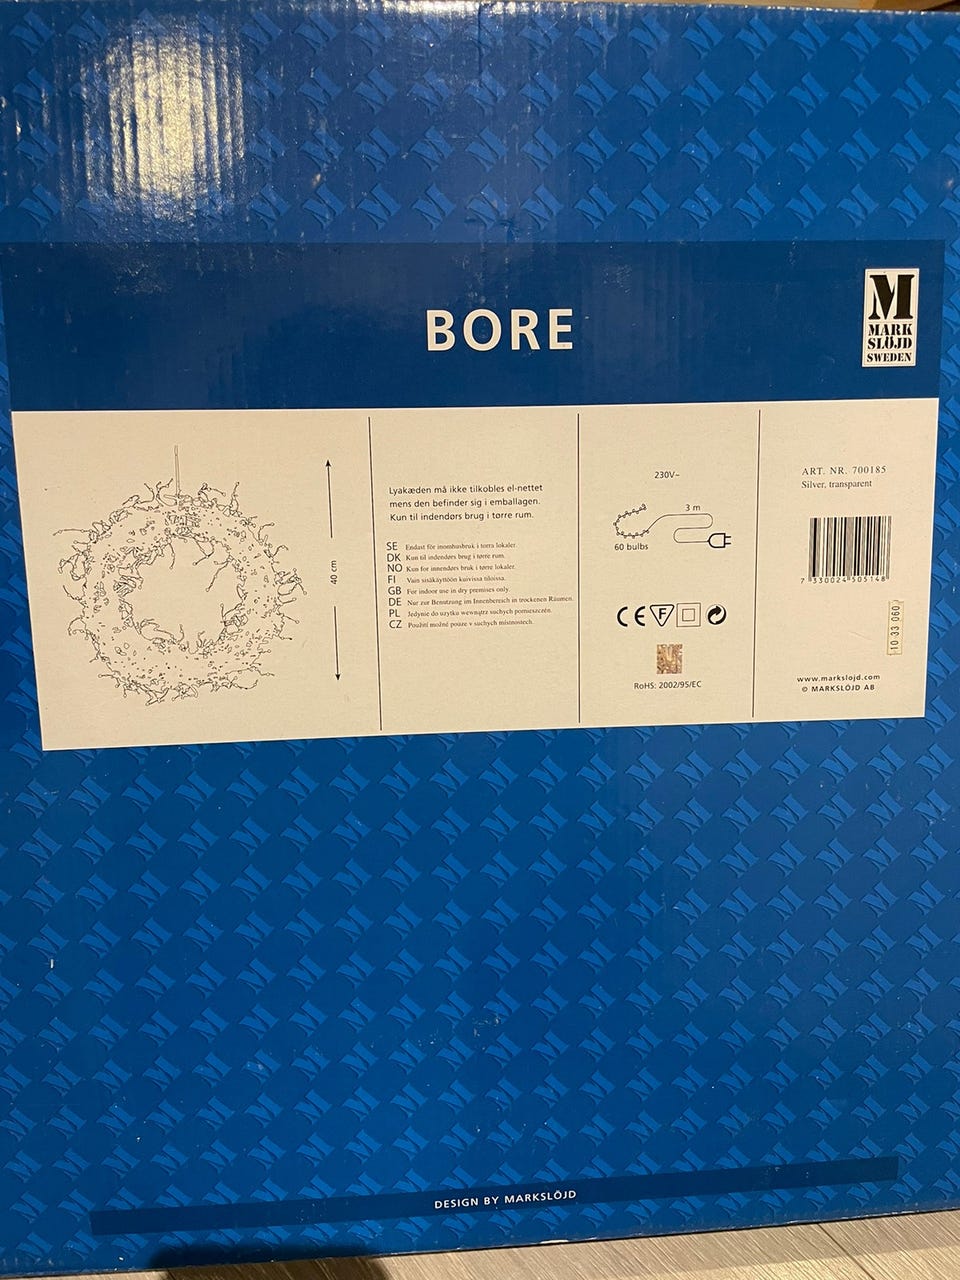 BORE
M
MARK
SLÖJD
SWEDEN
40 cm
Lyakæden må ikke tilkobles el-nettet
mens den befinder sig i emballagen.
Kun til indendørs brug i tørre rum.
SE Endast för inomhusbruk i torra lokaler.
DK Kun til indendørs brug i tørre rum.
NO Kun for innendørs bruk i tørre lokaler.
FI Vain sisäkäyttöön kuivissa tiloissa.
GB For indoor use in dry premises only.
DE Nur zur Benutzung im Innenbereich in trockenen Räumen.
PL Jedynie do uzytku wewnątrz suchych pomieszczeń.
CZ Použití možné pouze v suchych místnostech.
230V~
3 m
60 bulbs
CE F
RoHS: 2002/95/EC
ART. NR. 700185
Silver, transparent
7 330024 505148
10 33 060
www.markslojd.com
© MARKSLÖJD AB
DESIGN BY MARKSLÖJD